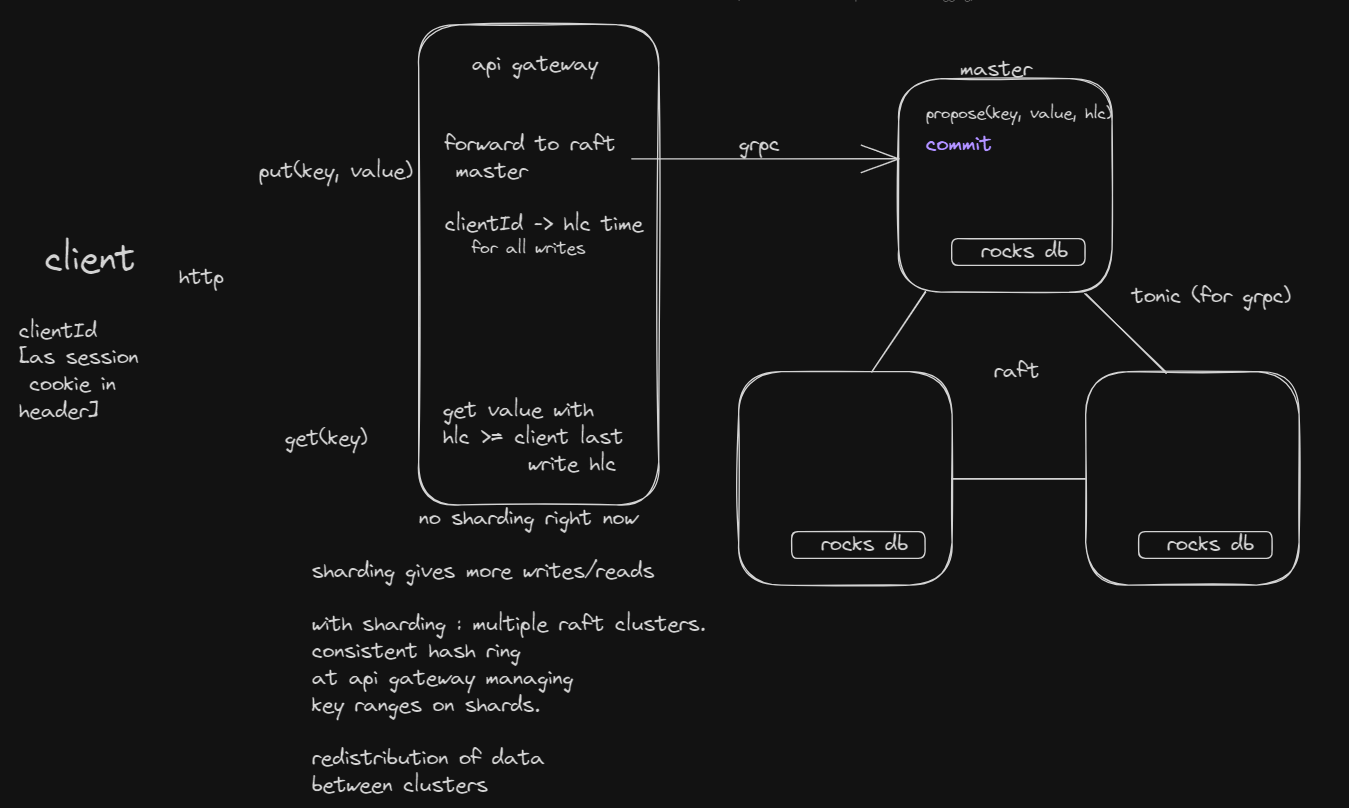 api gateway
forward to raft
master
clientId -> hlc time
for all writes
get value with
hlc >= client last
write hlc
put(key, value)
get(key)
client
http
clientId
[as session
cookie in
header]
grpc
master
propose(key, value, hlc)
commit
rocks db
tonic (for grpc)
raft
rocks db
rocks db
no sharding right now
sharding gives more writes/reads
with sharding : multiple raft clusters.
consistent hash ring
at api gateway managing
key ranges on shards.
redistribution of data
between clusters